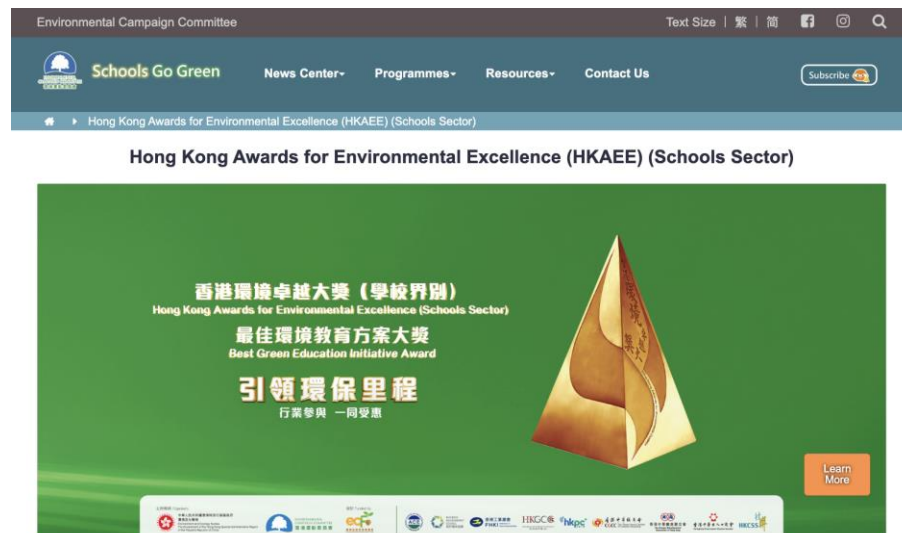 Environmental Campaign Committee
Text Size | 繁 | 简
Schools Go Green
News Center
Programmes
Resources
Contact Us
Subscribe
Hong Kong Awards for Environmental Excellence (HKAEE) (Schools Sector)
Hong Kong Awards for Environmental Excellence (HKAEE) (Schools Sector)
香港環境卓越大獎（學校界別）
Hong Kong Awards for Environmental Excellence (Schools Sector)
最佳環境教育方案大獎
Best Green Education Initiative Award
引領環保里程
行業參與 一同受惠
Learn
More
HKGCC
hkpc
HKCSS